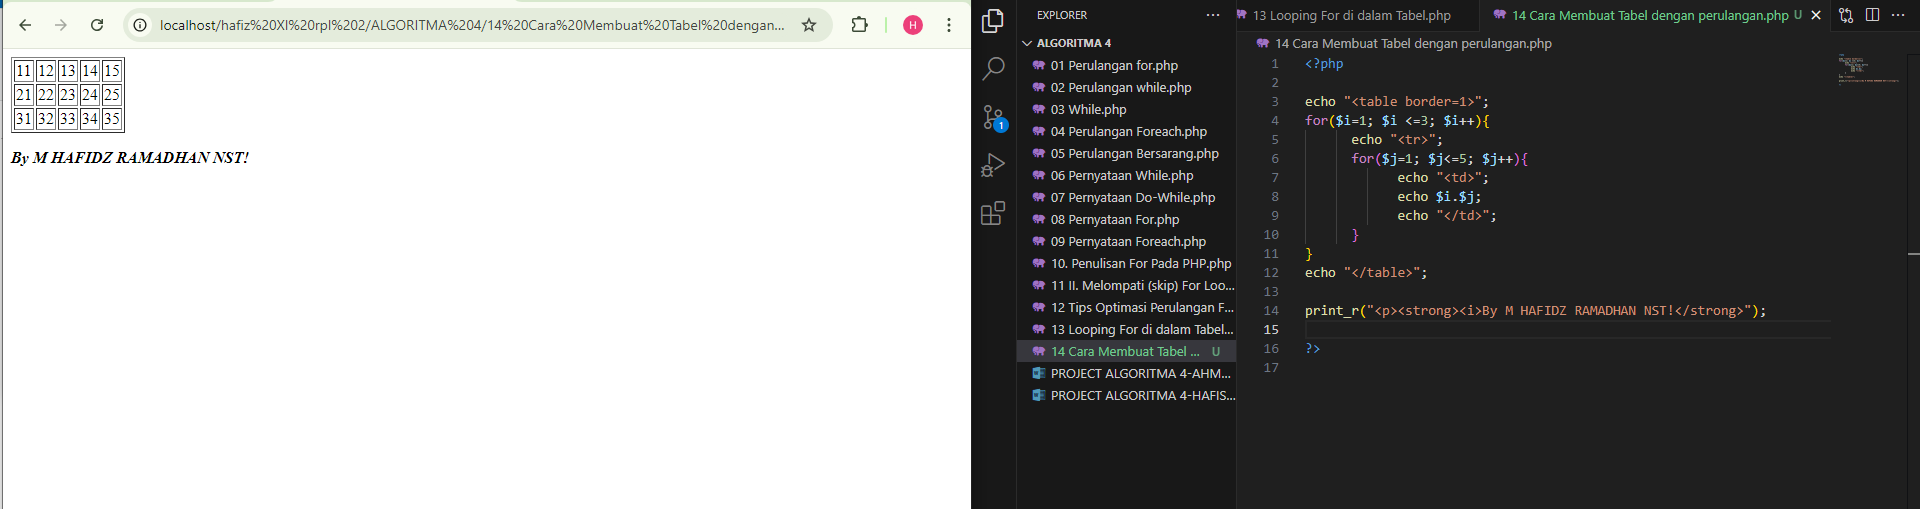 localhost/hafiz%20XI%20rpl%202/ALGORITMA%204/14%20Cara%20Membuat%20Tabel%20dengan...
H
11 12 13 14 15
21 22 23 24 25
31 32 33 34 35
By M HAFIDZ RAMADHAN NST!
1
EXPLORER
ALGORITMA 4
01 Perulangan for.php
02 Perulangan while.php
03 While.php
04 Perulangan Foreach.php
05 Perulangan Bersarang.php
06 Pernyataan While.php
07 Pernyataan Do-While.php
08 Pernyataan For.php
09 Pernyataan Foreach.php
10. Penulisan For Pada PHP.php
11 II. Melompati (skip) For Loo...
12 Tips Optimasi Perulangan F...
13 Looping For di dalam Tabel...
14 Cara Membuat Tabel ... U
PROJECT ALGORITMA 4-AHM...
PROJECT ALGORITMA 4-HAFIS...
13 Looping For di dalam Tabel.php
14 Cara Membuat Tabel dengan perulangan.php U
14 Cara Membuat Tabel dengan perulangan.php
1 <?php
2
3 echo "<table border=1>";
4 for($i=1; $i <=3; $i++){
5 echo "<tr>";
6 for($j=1; $j<=5; $j++){
7 echo "<td>";
8 echo $i.$j;
9 echo "</td>";
10 }
11 }
12 echo "</table>";
13
14 print_r("<p><strong><i>By M HAFIDZ RAMADHAN NST!</strong>");
15
16 ?>
17